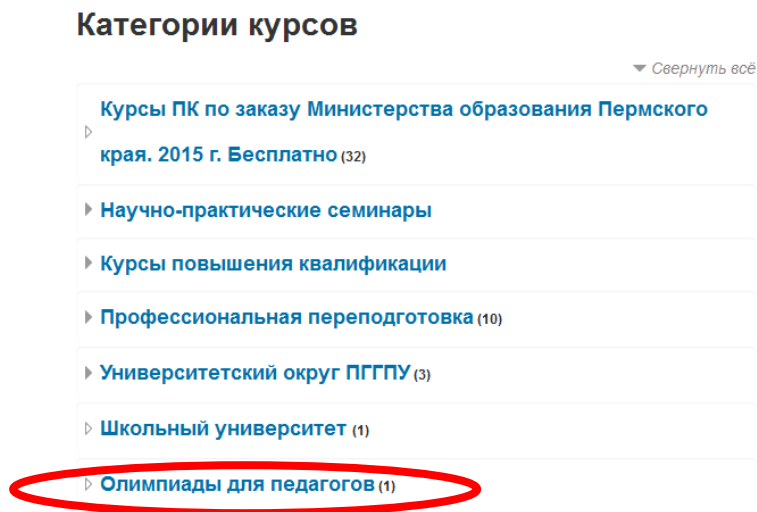 Категории курсов
Свернуть всё
Курсы ПК по заказу Министерства образования Пермского
края. 2015 г. Бесплатно (32)
Научно-практические семинары
Курсы повышения квалификации
Профессиональная переподготовка (10)
Университетский округ ПГГПУ (3)
Школьный университет (1)
Олимпиады для педагогов (1)